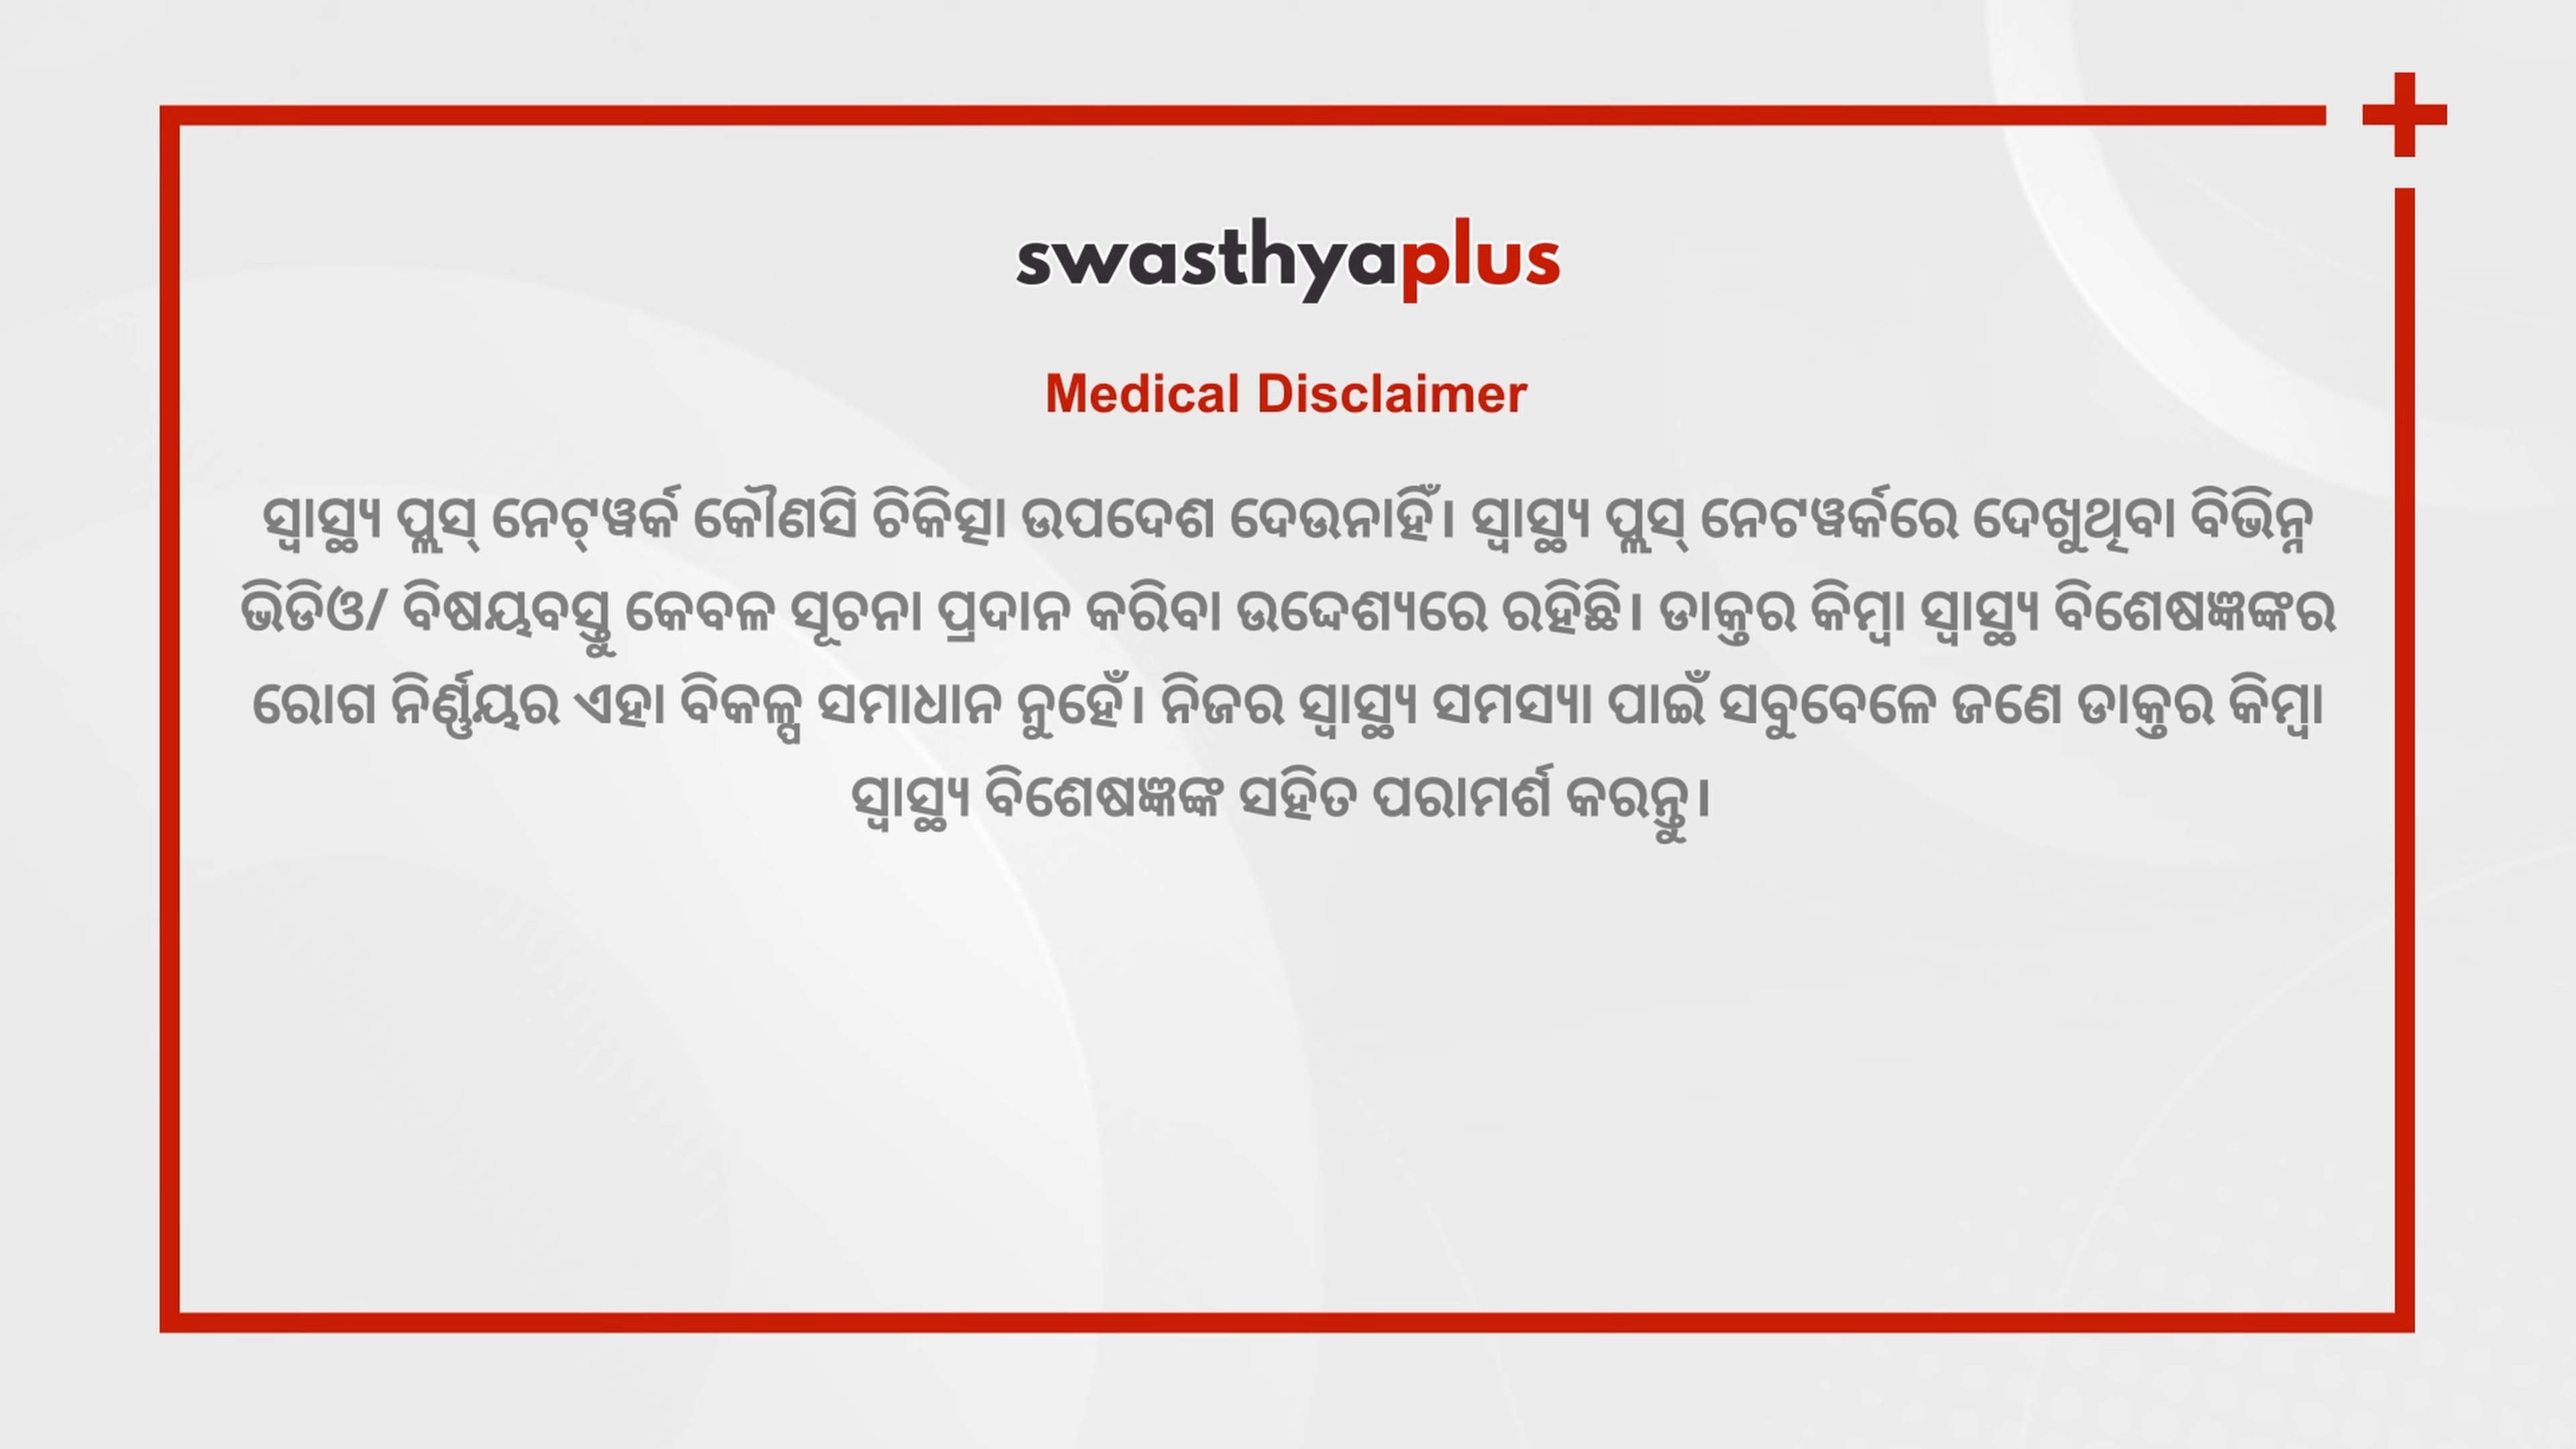 swasthyaplus
Medical Disclaimer
ସ୍ୱାସ୍ଥ୍ୟ ପ୍ଲସ୍ ନେଟ୍‌ୱର୍କ କୌଣସି ଚିକିତ୍ସା ଉପଦେଶ ଦେଉନାହିଁ। ସ୍ୱାସ୍ଥ୍ୟ ପ୍ଲସ୍ ନେଟୱର୍କରେ ଦେଖୁଥିବା ବିଭିନ୍ନ
ଭିଡିଓ/ ବିଷୟବସ୍ତୁ କେବଳ ସୂଚନା ପ୍ରଦାନ କରିବା ଉଦ୍ଦେଶ୍ୟରେ ରହିଛି। ଡାକ୍ତର କିମ୍ବା ସ୍ୱାସ୍ଥ୍ୟ ବିଶେଷଜ୍ଞଙ୍କର
ରୋଗ ନିର୍ଣ୍ଣୟର ଏହା ବିକଳ୍ପ ସମାଧାନ ନୁହେଁ। ନିଜର ସ୍ୱାସ୍ଥ୍ୟ ସମସ୍ୟା ପାଇଁ ସବୁବେଳେ ଜଣେ ଡାକ୍ତର କିମ୍ବା
ସ୍ୱାସ୍ଥ୍ୟ ବିଶେଷଜ୍ଞଙ୍କ ସହିତ ପରାମର୍ଶ କରନ୍ତୁ।